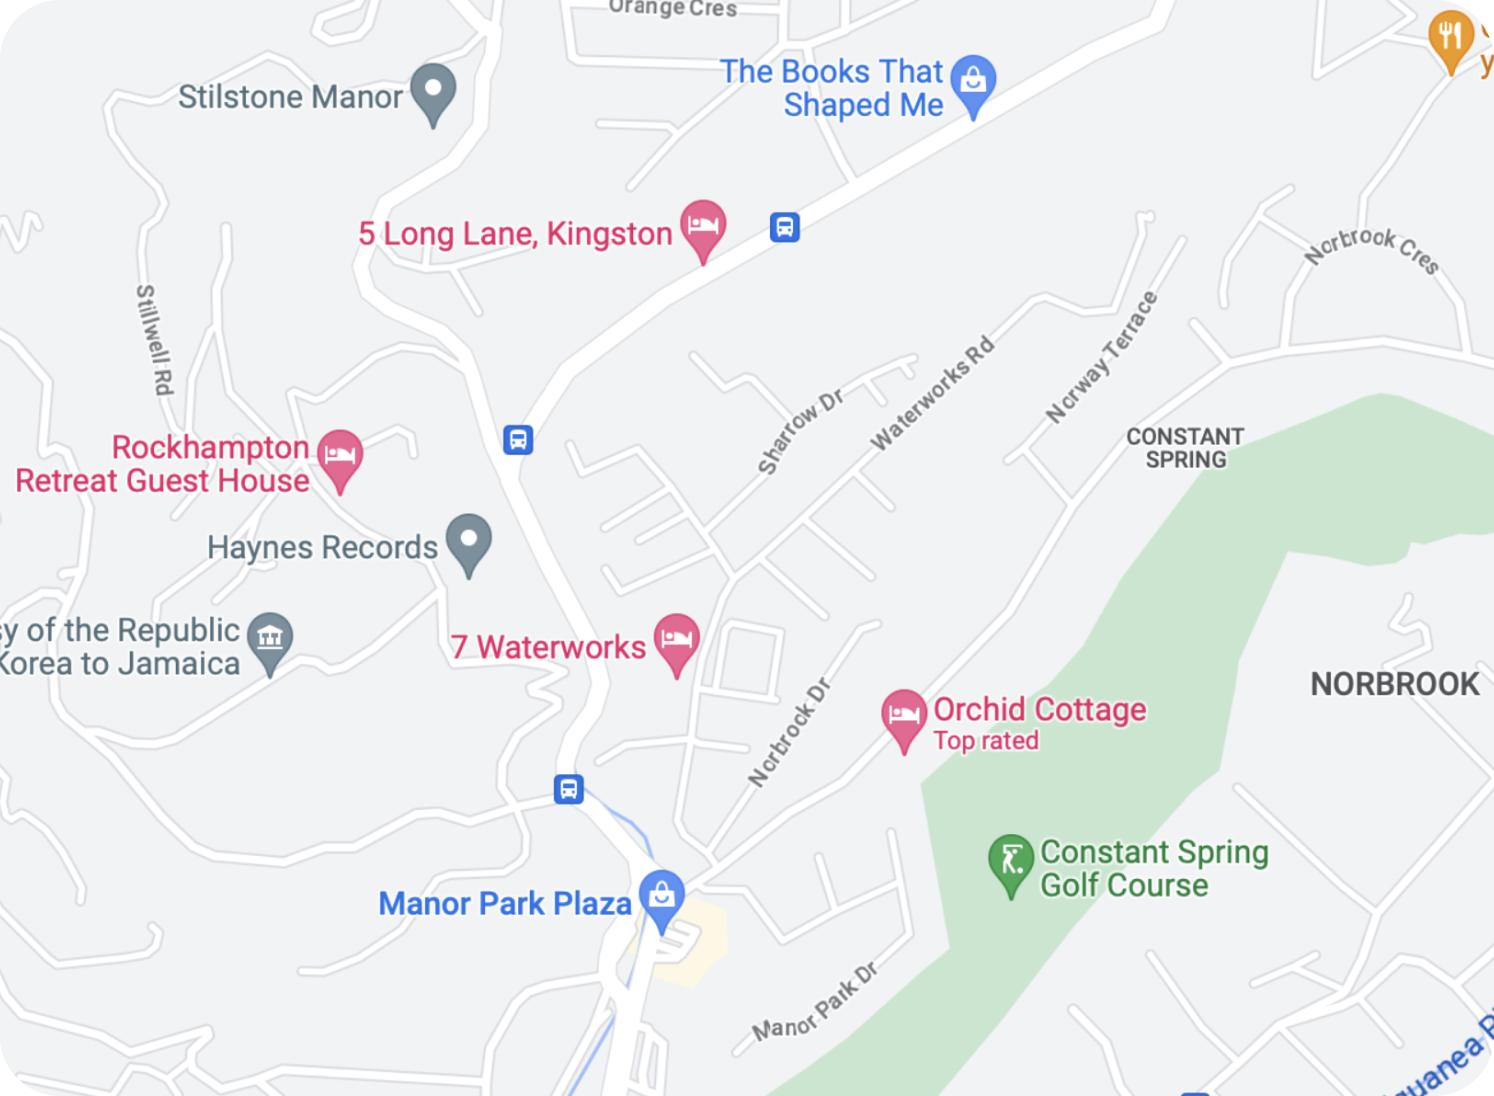 Orange Cres
The Books That
Shaped Me
y
Stilstone Manor
5 Long Lane, Kingston
Norbrook Cres
Stillwell Rd
Norway Terrace
Waterworks Rd
Sharrow Dr
CONSTANT
SPRING
Rockhampton
Retreat Guest House
Haynes Records
sy of the Republic
Korea to Jamaica
7 Waterworks
NORBROOK
Norbrook Dr
Orchid Cottage
Top rated
Constant Spring
Golf Course
Manor Park Plaza
Manor Park Dr
guanea